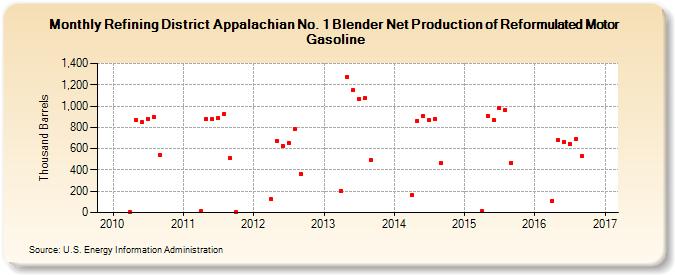 Monthly Refining District Appalachian No. 1 Blender Net Production of Reformulated Motor
Gasoline
Thousand Barrels
1,400
1,200
1,000
800
600
400
200
0
2010 2011 2012 2013 2014 2015 2016 2017
Source: U.S. Energy Information Administration